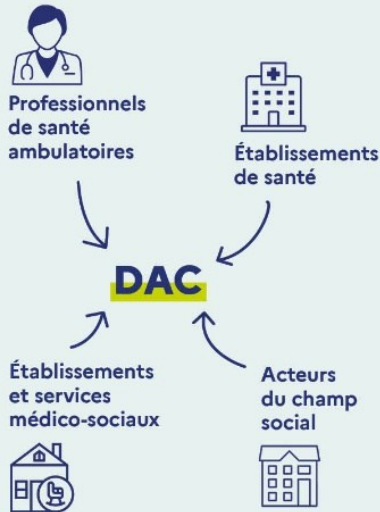 Professionnels
de santé
ambulatoires
Établissements
de santé
DAC
Établissements
et services
médico-sociaux
Acteurs
du champ
social